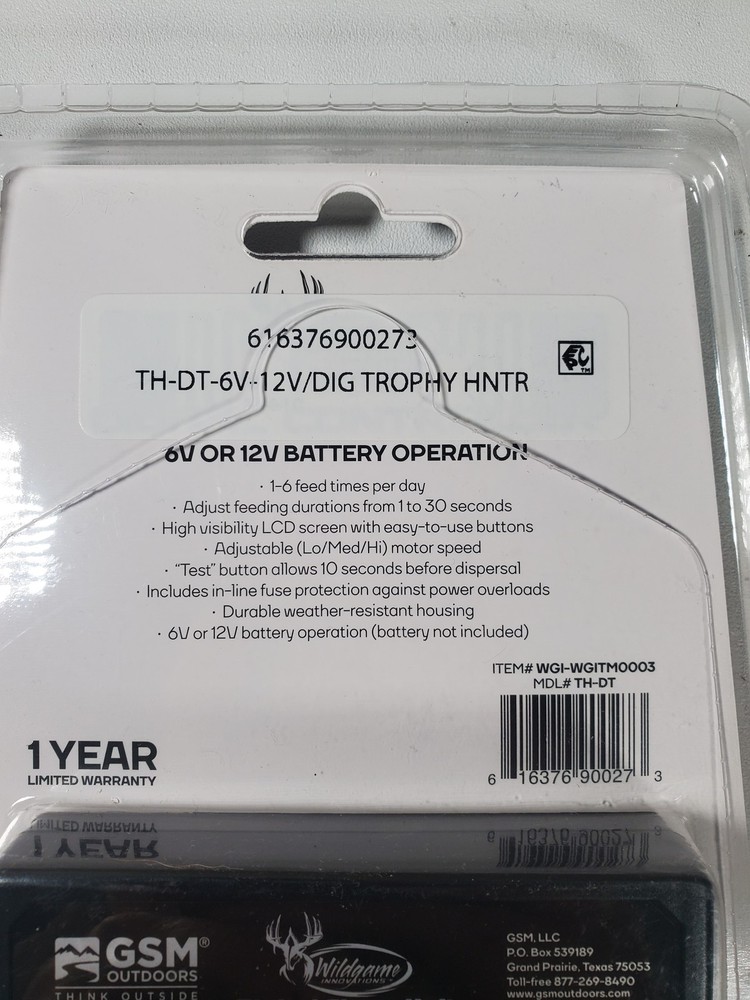 616376900273
TH-DT-6V-12V/DIG TROPHY HNTR
6V OR 12V BATTERY OPERATION
· 1-6 feed times per day
· Adjust feeding durations from 1 to 30 seconds
· High visibility LCD screen with easy-to-use buttons
· Adjustable (Lo/Med/Hi) motor speed
· “Test” button allows 10 seconds before dispersal
· Includes in-line fuse protection against power overloads
· Durable weather-resistant housing
· 6V or 12V battery operation (battery not included)
ITEM# WGI-WGITM0003
MDL# TH-DT
6 16376 90027 3
1 YEAR
LIMITED WARRANTY
GSM®
OUTDOORS
THINK OUTSIDE
Wildgame
INNOVATIONS
GSM, LLC
P.O. Box 539189
Grand Prairie, Texas 75053
Toll-free 877-269-8490
www.gsmoutdoors.com